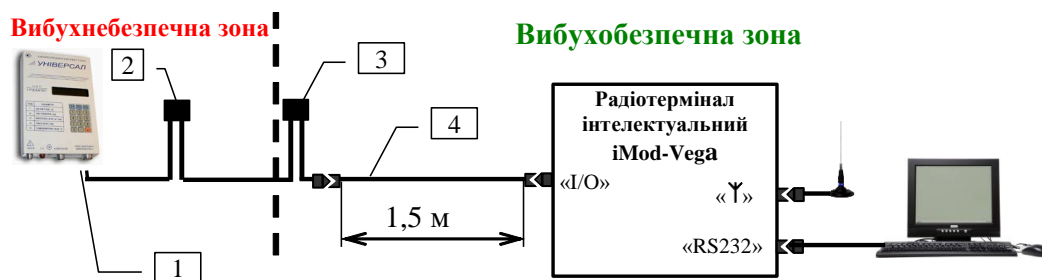 Вибухнебезпечна зона
Вибухобезпечна зона
УНІВЕРСАЛ
2
3
4
1
1,5 м
Радіотермінал
інтелектуальний
iMod-Vega
«I/O»
«Y»
«RS232»